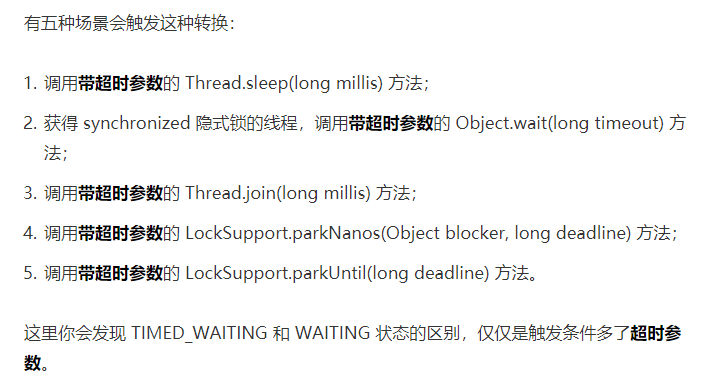 有五种场景会触发这种转换：
1. 调用带超时参数的 Thread.sleep(long millis) 方法；
2. 获得 synchronized 隐式锁的线程，调用带超时参数的 Object.wait(long timeout) 方
法；
3. 调用带超时参数的 Thread.join(long millis) 方法；
4. 调用带超时参数的 LockSupport.parkNanos(Object blocker, long deadline) 方法；
5. 调用带超时参数的 LockSupport.parkUntil(long deadline) 方法。
这里你会发现 TIMED_WAITING 和 WAITING 状态的区别，仅仅是触发条件多了超时参
数。